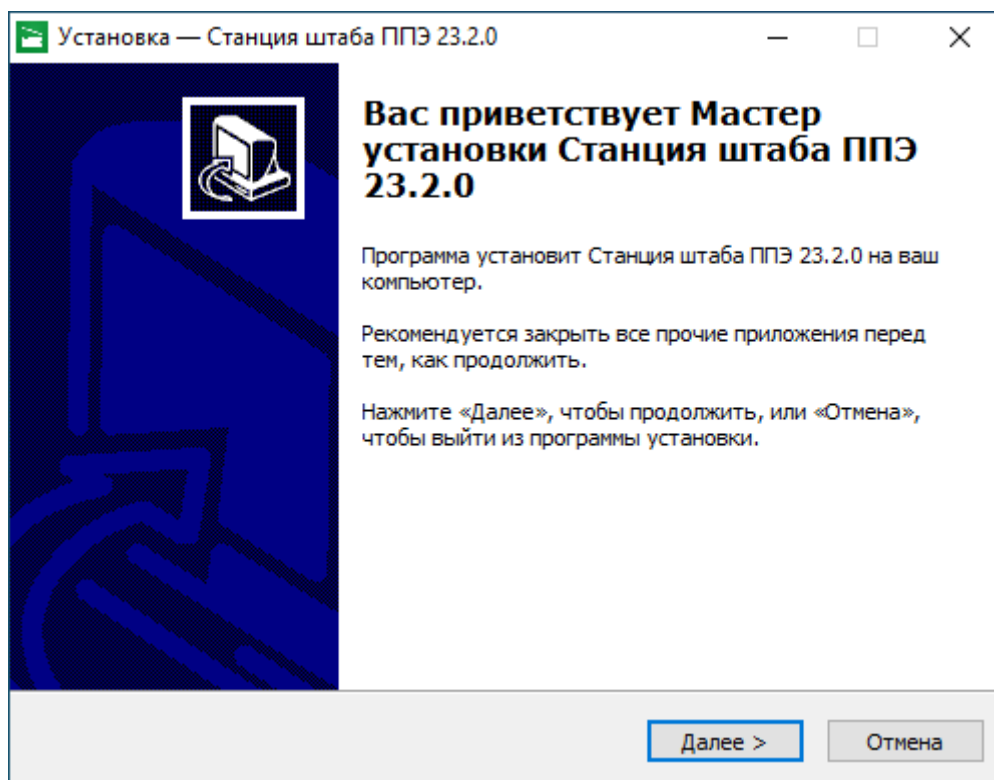 Установка — Станция штаба ППЭ 23.2.0
Вас приветствует Мастер
установки Станция штаба ППЭ
23.2.0
Программа установит Станция штаба ППЭ 23.2.0 на ваш
компьютер.
Рекомендуется закрыть все прочие приложения перед
тем, как продолжить.
Нажмите «Далее», чтобы продолжить, или «Отмена»,
чтобы выйти из программы установки.
Далее >
Отмена